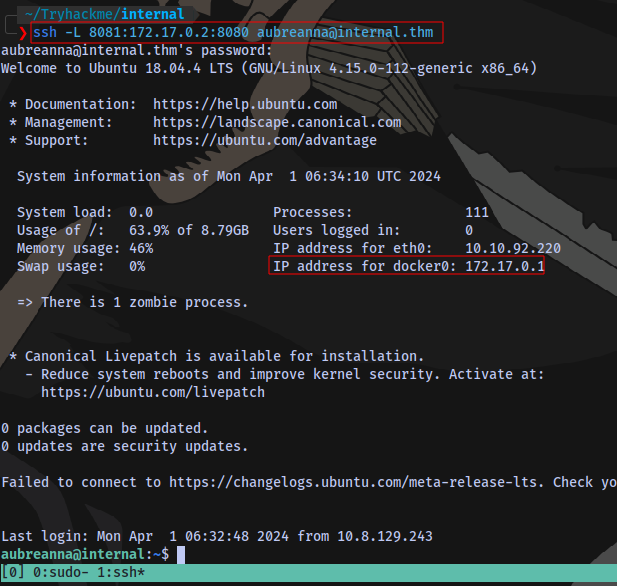 ~/Tryhackme/internal
❯ ssh -L 8081:172.17.0.2:8080 aubreanna@internal.thm
aubreanna@internal.thm's password:
Welcome to Ubuntu 18.04.4 LTS (GNU/Linux 4.15.0-112-generic x86_64)
* Documentation:  https://help.ubuntu.com
* Management:     https://landscape.canonical.com
* Support:        https://ubuntu.com/advantage
System information as of Mon Apr  1 06:34:10 UTC 2024
System load:  0.0                Processes:              111
Usage of /:   63.9% of 8.79GB   Users logged in:        0
Memory usage: 46%                IP address for eth0:    10.10.92.220
Swap usage:   0%                 IP address for docker0: 172.17.0.1
=> There is 1 zombie process.
* Canonical Livepatch is available for installation.
- Reduce system reboots and improve kernel security. Activate at:
https://ubuntu.com/livepatch
0 packages can be updated.
0 updates are security updates.
Failed to connect to https://changelogs.ubuntu.com/meta-release-lts. Check yo
Last login: Mon Apr  1 06:32:48 2024 from 10.8.129.243
aubreanna@internal:~$
[0] 0:sudo- 1:ssh*